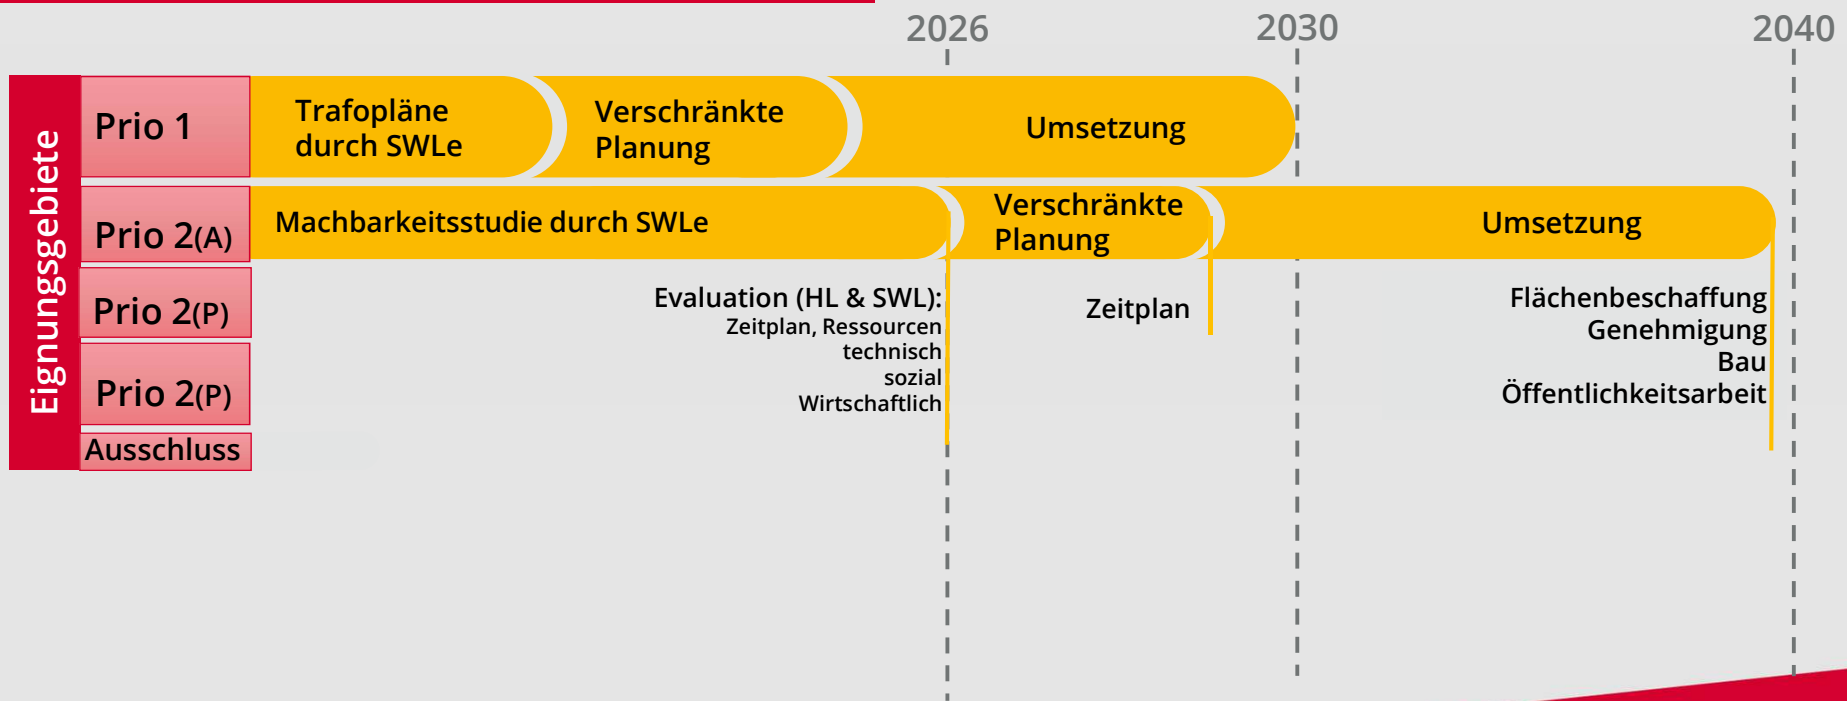 2026
2030
2040
Eignungsgebiete
Prio 1
Trafopläne
durch SWLe
Verschränkte
Planung
Umsetzung
Prio 2(A)
Machbarkeitsstudie durch SWLe
Verschränkte
Planung
Umsetzung
Prio 2(P)
Evaluation (HL & SWL):
Zeitplan, Ressourcen
technisch
sozial
Wirtschaftlich
Zeitplan
Flächenbeschaffung
Genehmigung
Bau
Öffentlichkeitsarbeit
Prio 2(P)
Ausschluss